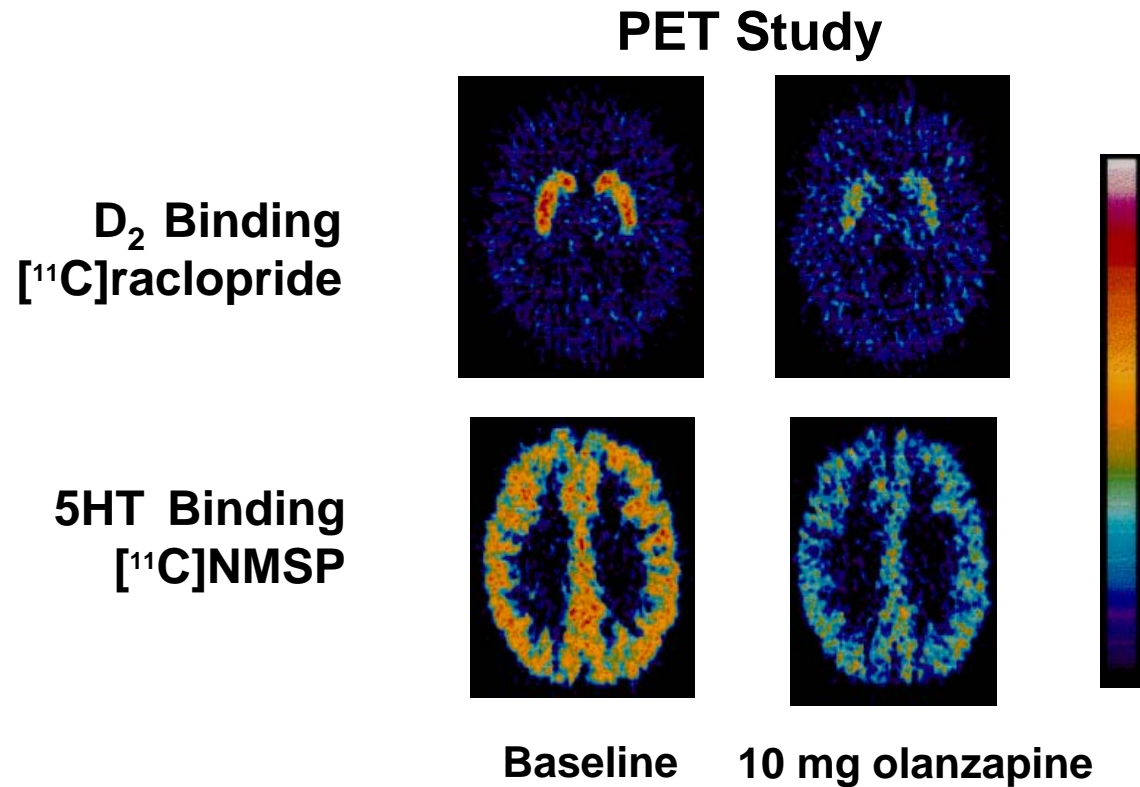 PET Study
D₂ Binding
[¹¹C]raclopride
5HT Binding
[¹¹C]NMSP
Baseline
10 mg olanzapine